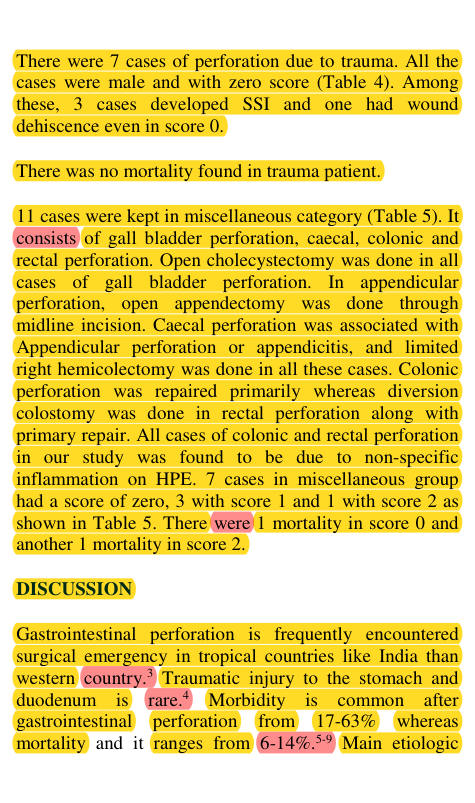 There were 7 cases of perforation due to trauma. All the
cases were male and with zero score (Table 4). Among
these, 3 cases developed SSI and one had wound
dehiscence even in score 0.
There was no mortality found in trauma patient.
11 cases were kept in miscellaneous category (Table 5). It
consists of gall bladder perforation, caecal, colonic and
rectal perforation. Open cholecystectomy was done in all
cases of gall bladder perforation. In appendicular
perforation, open appendectomy was done through
midline incision. Caecal perforation was associated with
Appendicular perforation or appendicitis, and limited
right hemicolectomy was done in all these cases. Colonic
perforation was repaired primarily whereas diversion
colostomy was done in rectal perforation along with
primary repair. All cases of colonic and rectal perforation
in our study was found to be due to non-specific
inflammation on HPE. 7 cases in miscellaneous group
had a score of zero, 3 with score 1 and 1 with score 2 as
shown in Table 5. There were 1 mortality in score 0 and
another 1 mortality in score 2.
DISCUSSION
Gastrointestinal perforation is frequently encountered
surgical emergency in tropical countries like India than
western country.³ Traumatic injury to the stomach and
duodenum is rare.⁴ Morbidity is common after
gastrointestinal perforation from 17-63% whereas
mortality and it ranges from 6-14%.⁵⁻⁹ Main etiologic